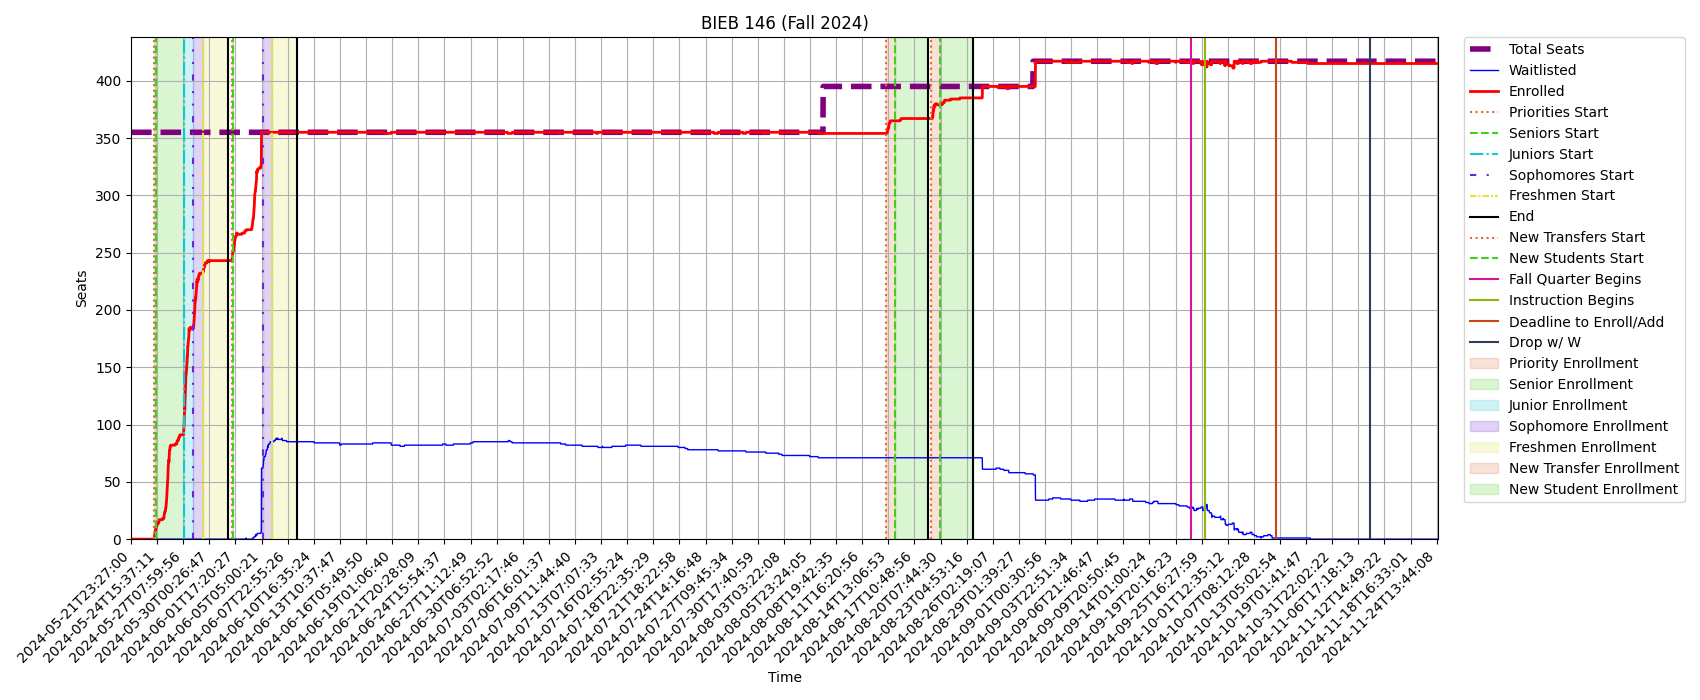 BIEB 146 (Fall 2024)
Seats
400
350
300
250
200
150
100
50
0
2024-05-21T23:27:00
2024-05-24T15:37:11
2024-05-27T07:59:56
2024-05-30T00:26:47
2024-06-01T17:20:27
2024-06-05T05:00:21
2024-06-07T22:55:26
2024-06-10T16:35:24
2024-06-13T10:37:47
2024-06-16T05:49:50
2024-06-19T01:06:40
2024-06-21T20:28:09
2024-06-24T15:54:37
2024-06-27T11:12:49
2024-06-30T06:52:52
2024-07-03T02:17:46
2024-07-06T16:01:37
2024-07-09T11:44:40
2024-07-13T07:07:33
2024-07-16T02:55:24
2024-07-18T22:35:29
2024-07-21T18:22:58
2024-07-24T14:16:48
2024-07-27T09:45:34
2024-07-30T17:40:59
2024-08-03T03:22:08
2024-08-05T23:24:05
2024-08-08T19:42:35
2024-08-11T16:20:56
2024-08-14T13:06:53
2024-08-17T10:48:56
2024-08-20T07:44:30
2024-08-23T04:53:16
2024-08-26T02:19:07
2024-08-29T01:39:27
2024-09-01T00:30:56
2024-09-03T22:51:34
2024-09-06T21:46:47
2024-09-09T20:50:45
2024-09-14T01:00:24
2024-09-19T20:16:23
2024-09-25T16:27:59
2024-10-01T12:35:12
2024-10-07T08:12:28
2024-10-13T05:02:54
2024-10-19T01:41:47
2024-10-31T22:02:22
2024-11-06T17:18:13
2024-11-12T14:49:22
2024-11-18T16:33:01
2024-11-24T13:44:08
Time
Total Seats
Waitlisted
Enrolled
Priorities Start
Seniors Start
Juniors Start
Sophomores Start
Freshmen Start
End
New Transfers Start
New Students Start
Fall Quarter Begins
Instruction Begins
Deadline to Enroll/Add
Drop w/ W
Priority Enrollment
Senior Enrollment
Junior Enrollment
Sophomore Enrollment
Freshmen Enrollment
New Transfer Enrollment
New Student Enrollment